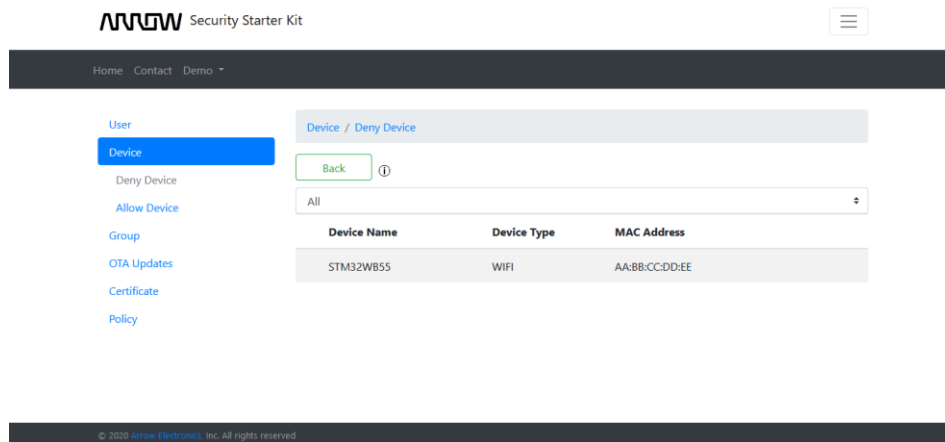 ARROW Security Starter Kit
Home Contact Demo
User
Device
Deny Device
Allow Device
Group
OTA Updates
Certificate
Policy
Device / Deny Device
Back
All
Device Name Device Type MAC Address
STM32WB55 WIFI AA:BB:CC:DD:EE
© 2020 Arrow Electronics, Inc. All rights reserved